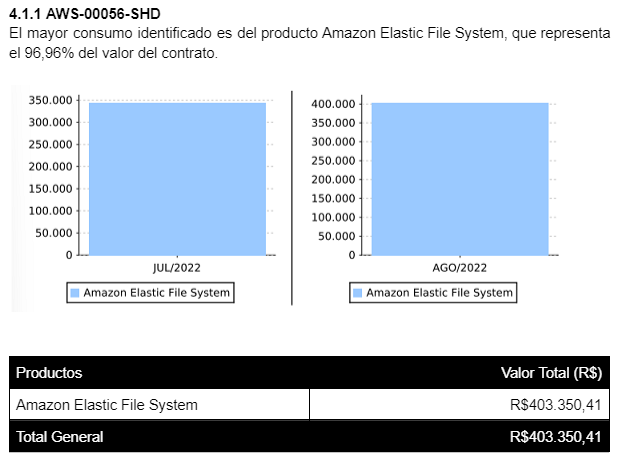 4.1.1 AWS-00056-SHD
El mayor consumo identificado es del producto Amazon Elastic File System, que representa
el 96,96% del valor del contrato.
350.000
300.000
250.000
200.000
150.000
100.000
50.000
0
JUL/2022
Amazon Elastic File System
400.000
350.000
300.000
250.000
200.000
150.000
100.000
50.000
0
AGO/2022
Amazon Elastic File System
Productos Valor Total (R$)
Amazon Elastic File System R$403.350,41
Total General R$403.350,41